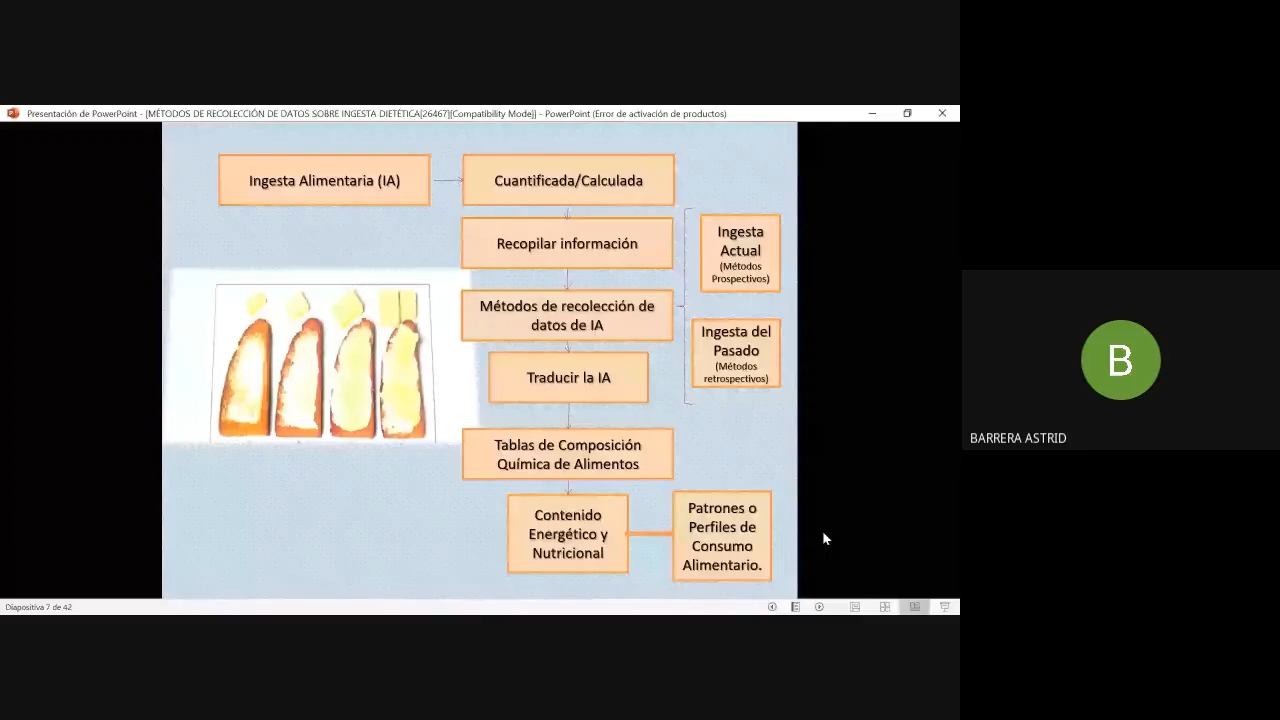 Presentación de PowerPoint - [MÉTODOS DE RECOLECCIÓN DE DATOS SOBRE INGESTA DIETÉTICA[26467][Compatibility Mode]] - PowerPoint (Error de activación de productos)
Ingesta Alimentaria (IA)
Cuantificada/Calculada
Recopilar información
Ingesta
Actual
(Métodos
Prospectivos)
Métodos de recolección de
datos de IA
Ingesta del
Pasado
(Métodos
retrospectivos)
Traducir la IA
Tablas de Composición
Química de Alimentos
Contenido
Energético y
Nutricional
Patrones o
Perfiles de
Consumo
Alimentario.
Diapositiva 7 de 42
B
BARRERA ASTRID